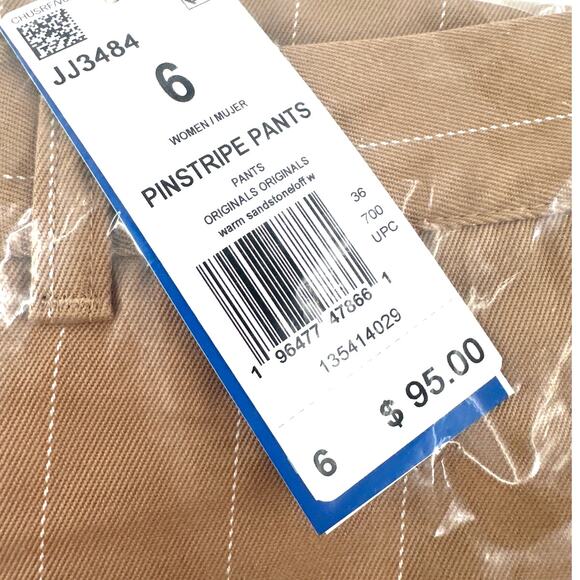 JJ3484
6
WOMEN / MUJER
PINSTRIPE PANTS
PANTS
ORIGINALS ORIGINALS
warm sandstone/off w
36
700
UPC
1 96477 47866 1
135414029
6 $ 95.00